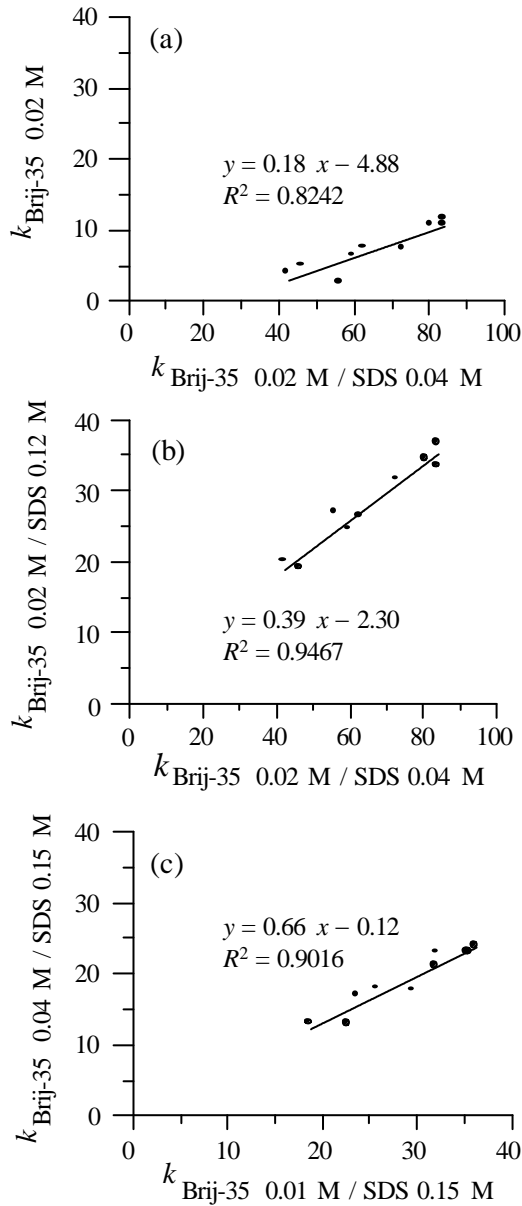 (a)
k Brij-35 0.02 M
40
30
20
10
0
y = 0.18 x − 4.88
R² = 0.8242
0 20 40 60 80 100
k Brij-35 0.02 M / SDS 0.04 M
(b)
k Brij-35 0.02 M / SDS 0.12 M
40
30
20
10
0
y = 0.39 x − 2.30
R² = 0.9467
0 20 40 60 80 100
k Brij-35 0.02 M / SDS 0.04 M
(c)
k Brij-35 0.04 M / SDS 0.15 M
40
30
20
10
0
y = 0.66 x − 0.12
R² = 0.9016
0 10 20 30 40
k Brij-35 0.01 M / SDS 0.15 M